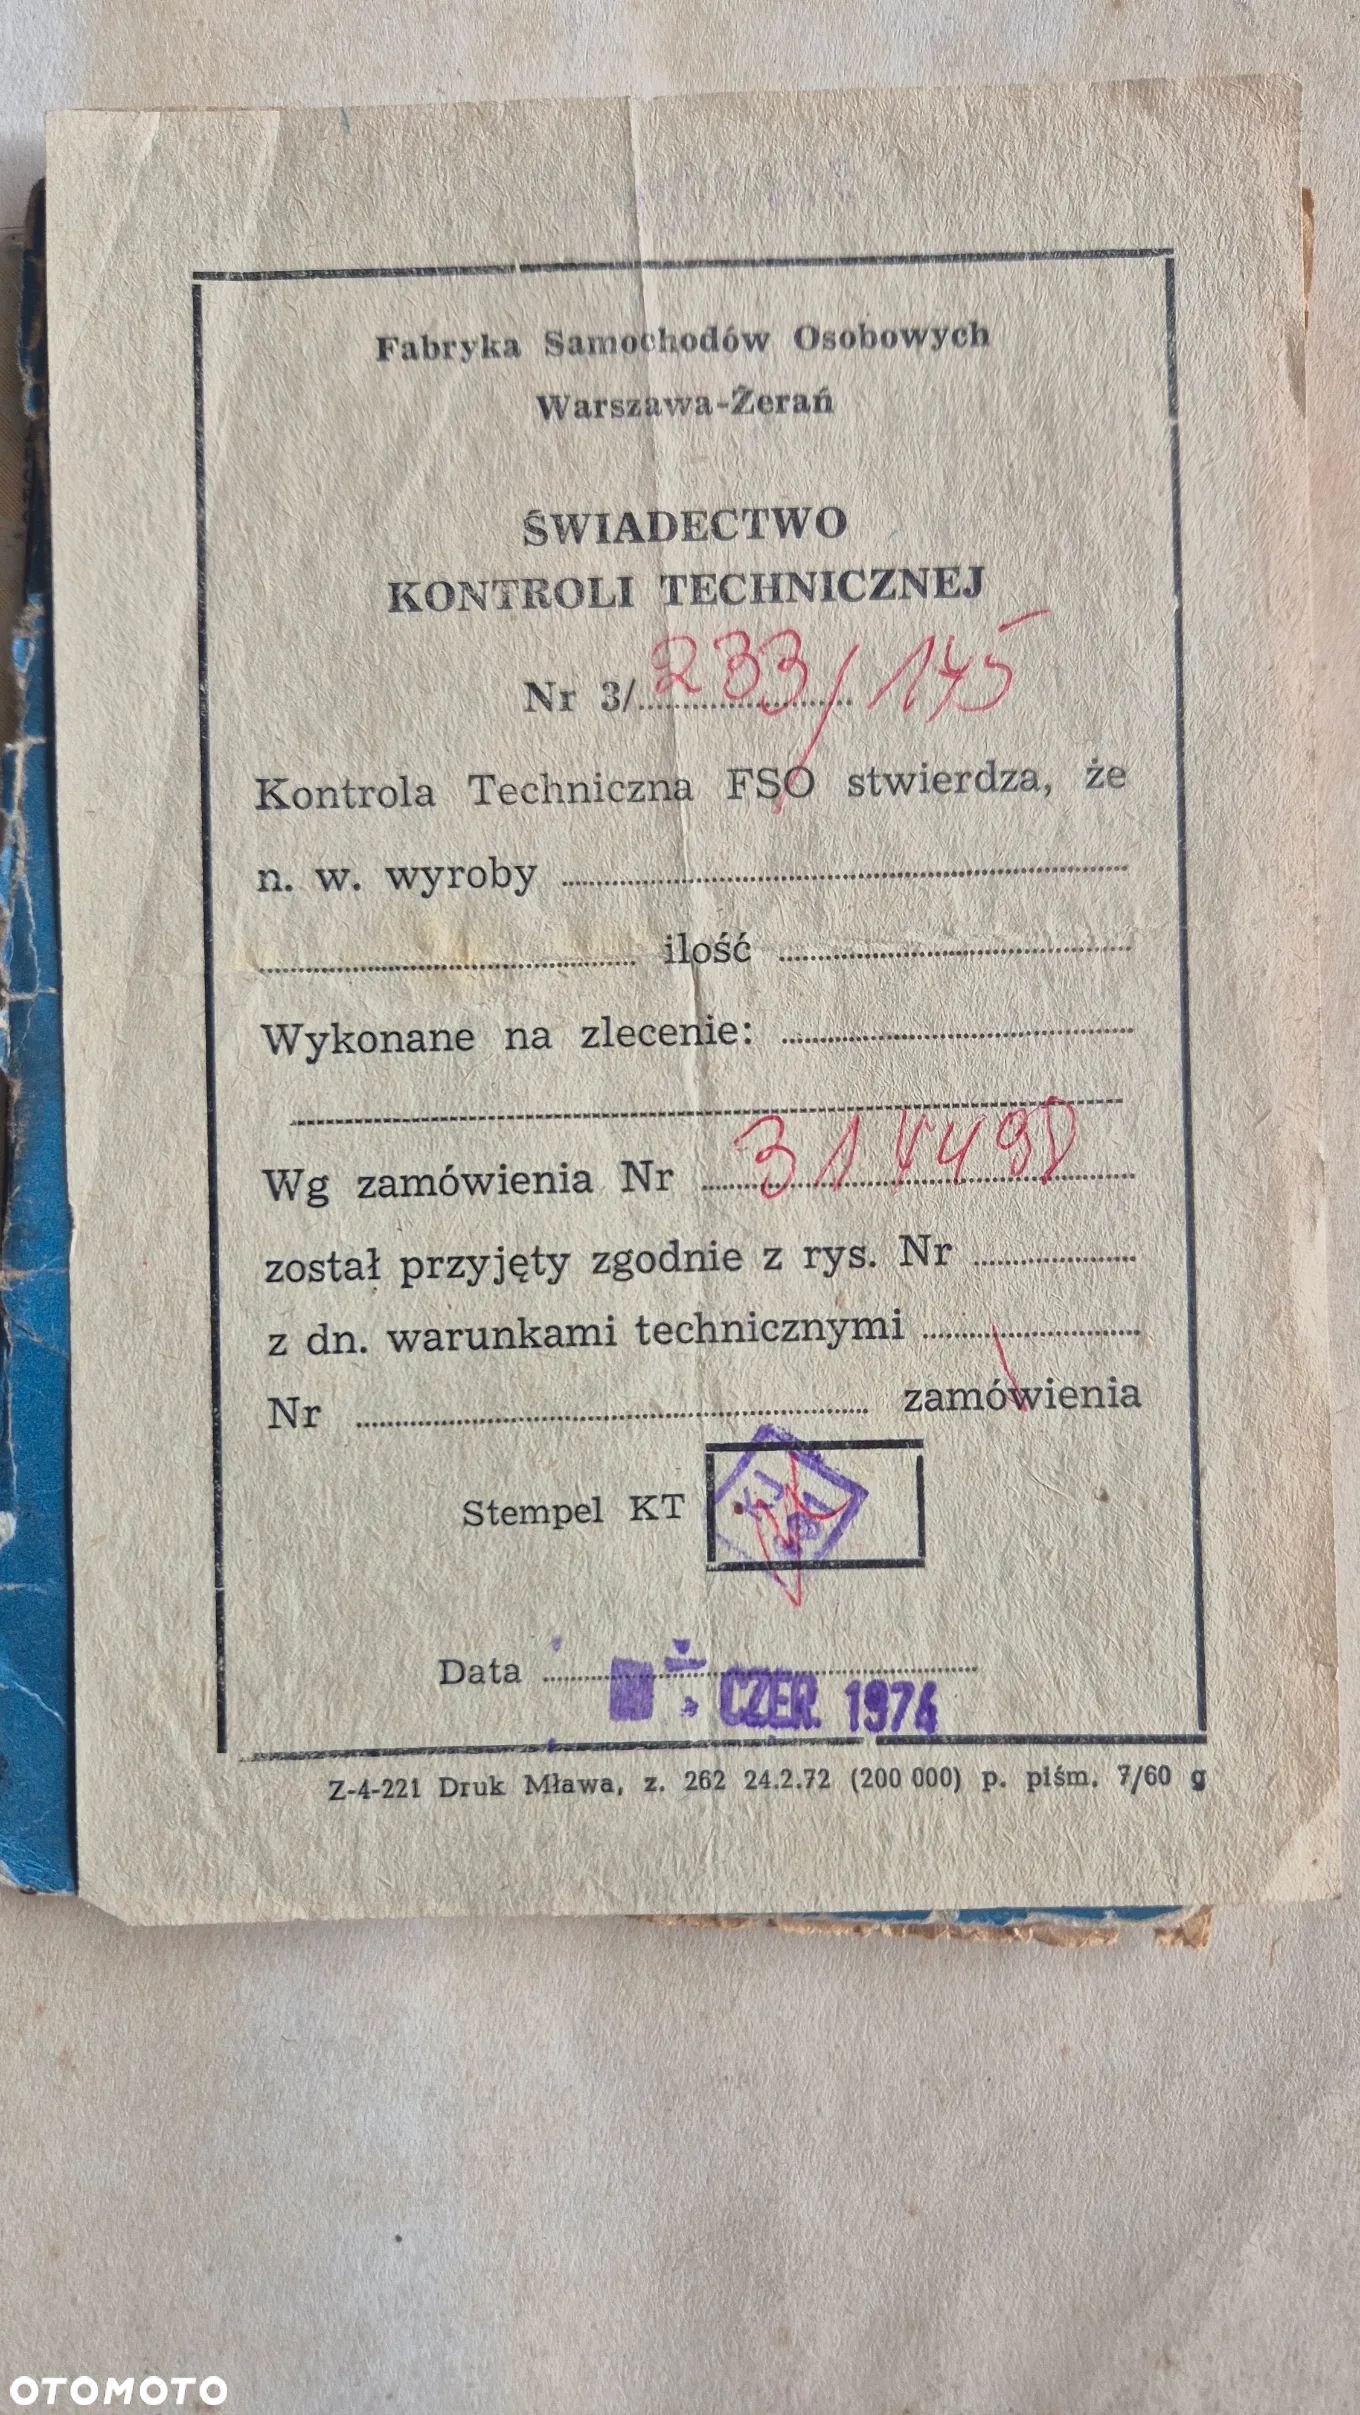 Fabryka Samochodów Osobowych
Warszawa-Żerań
ŚWIADECTWO
KONTROLI TECHNICZNEJ
Nr 3/ 233/145
Kontrola Techniczna FSO stwierdza, że
n. w. wyroby
ilość
Wykonane na zlecenie:
Wg zamówienia Nr
został przyjęty zgodnie z rys. Nr
z dn. warunkami technicznymi
Nr zamówienia
Stempel KT
Data CZER. 1974
Z-4-221 Druk Mława, z. 262 24.2.72 (200 000) p. piśm. 7/60 g
OTOMOTO